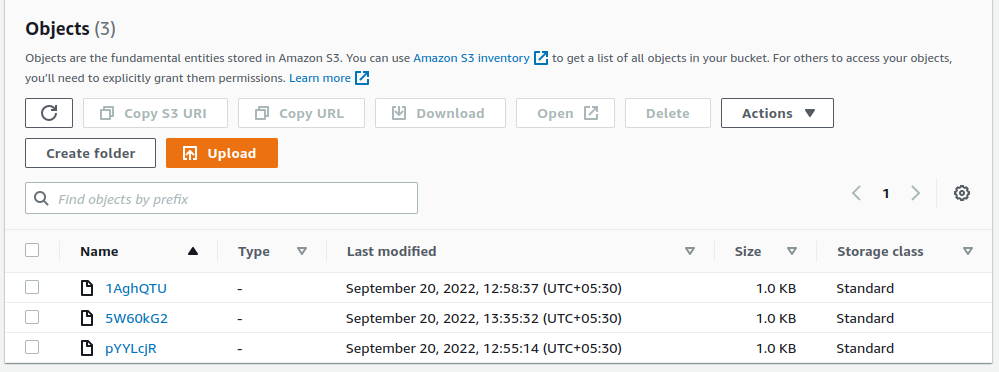 Objects (3)
Objects are the fundamental entities stored in Amazon S3. You can use Amazon S3 inventory to get a list of all objects in your bucket. For others to access your objects,
you'll need to explicitly grant them permissions. Learn more
Copy S3 URI Copy URL Download Open Delete Actions
Create folder Upload
Find objects by prefix 1
Name Type Last modified Size Storage class
1AghQTU - September 20, 2022, 12:58:37 (UTC+05:30) 1.0 KB Standard
5W60kG2 - September 20, 2022, 13:35:32 (UTC+05:30) 1.0 KB Standard
pYYLcjR - September 20, 2022, 12:55:14 (UTC+05:30) 1.0 KB Standard